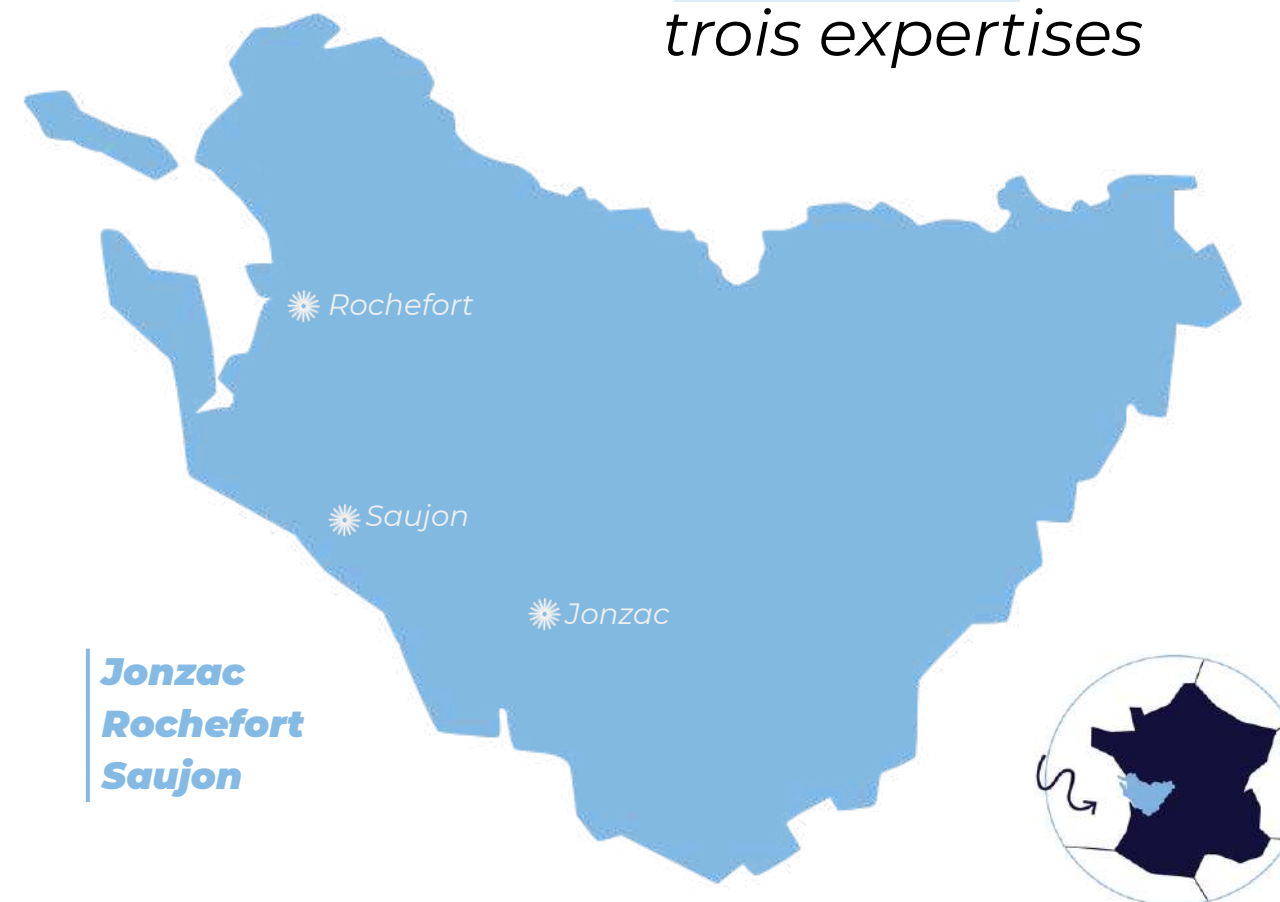 trois expertises
Rochefort
Saujon
Jonzac
Jonzac
Rochefort
Saujon